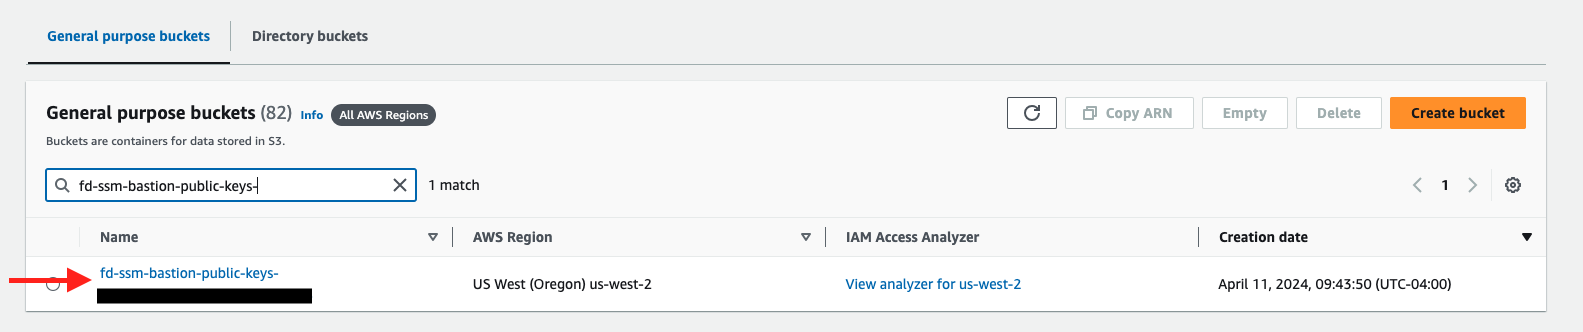 General purpose buckets
Directory buckets
General purpose buckets (82) Info All AWS Regions
Copy ARN
Empty
Delete
Create bucket
Buckets are containers for data stored in S3.
fd-ssm-bastion-public-keys-
1 match
1
Name
AWS Region
IAM Access Analyzer
Creation date
fd-ssm-bastion-public-keys-
US West (Oregon) us-west-2
View analyzer for us-west-2
April 11, 2024, 09:43:50 (UTC-04:00)